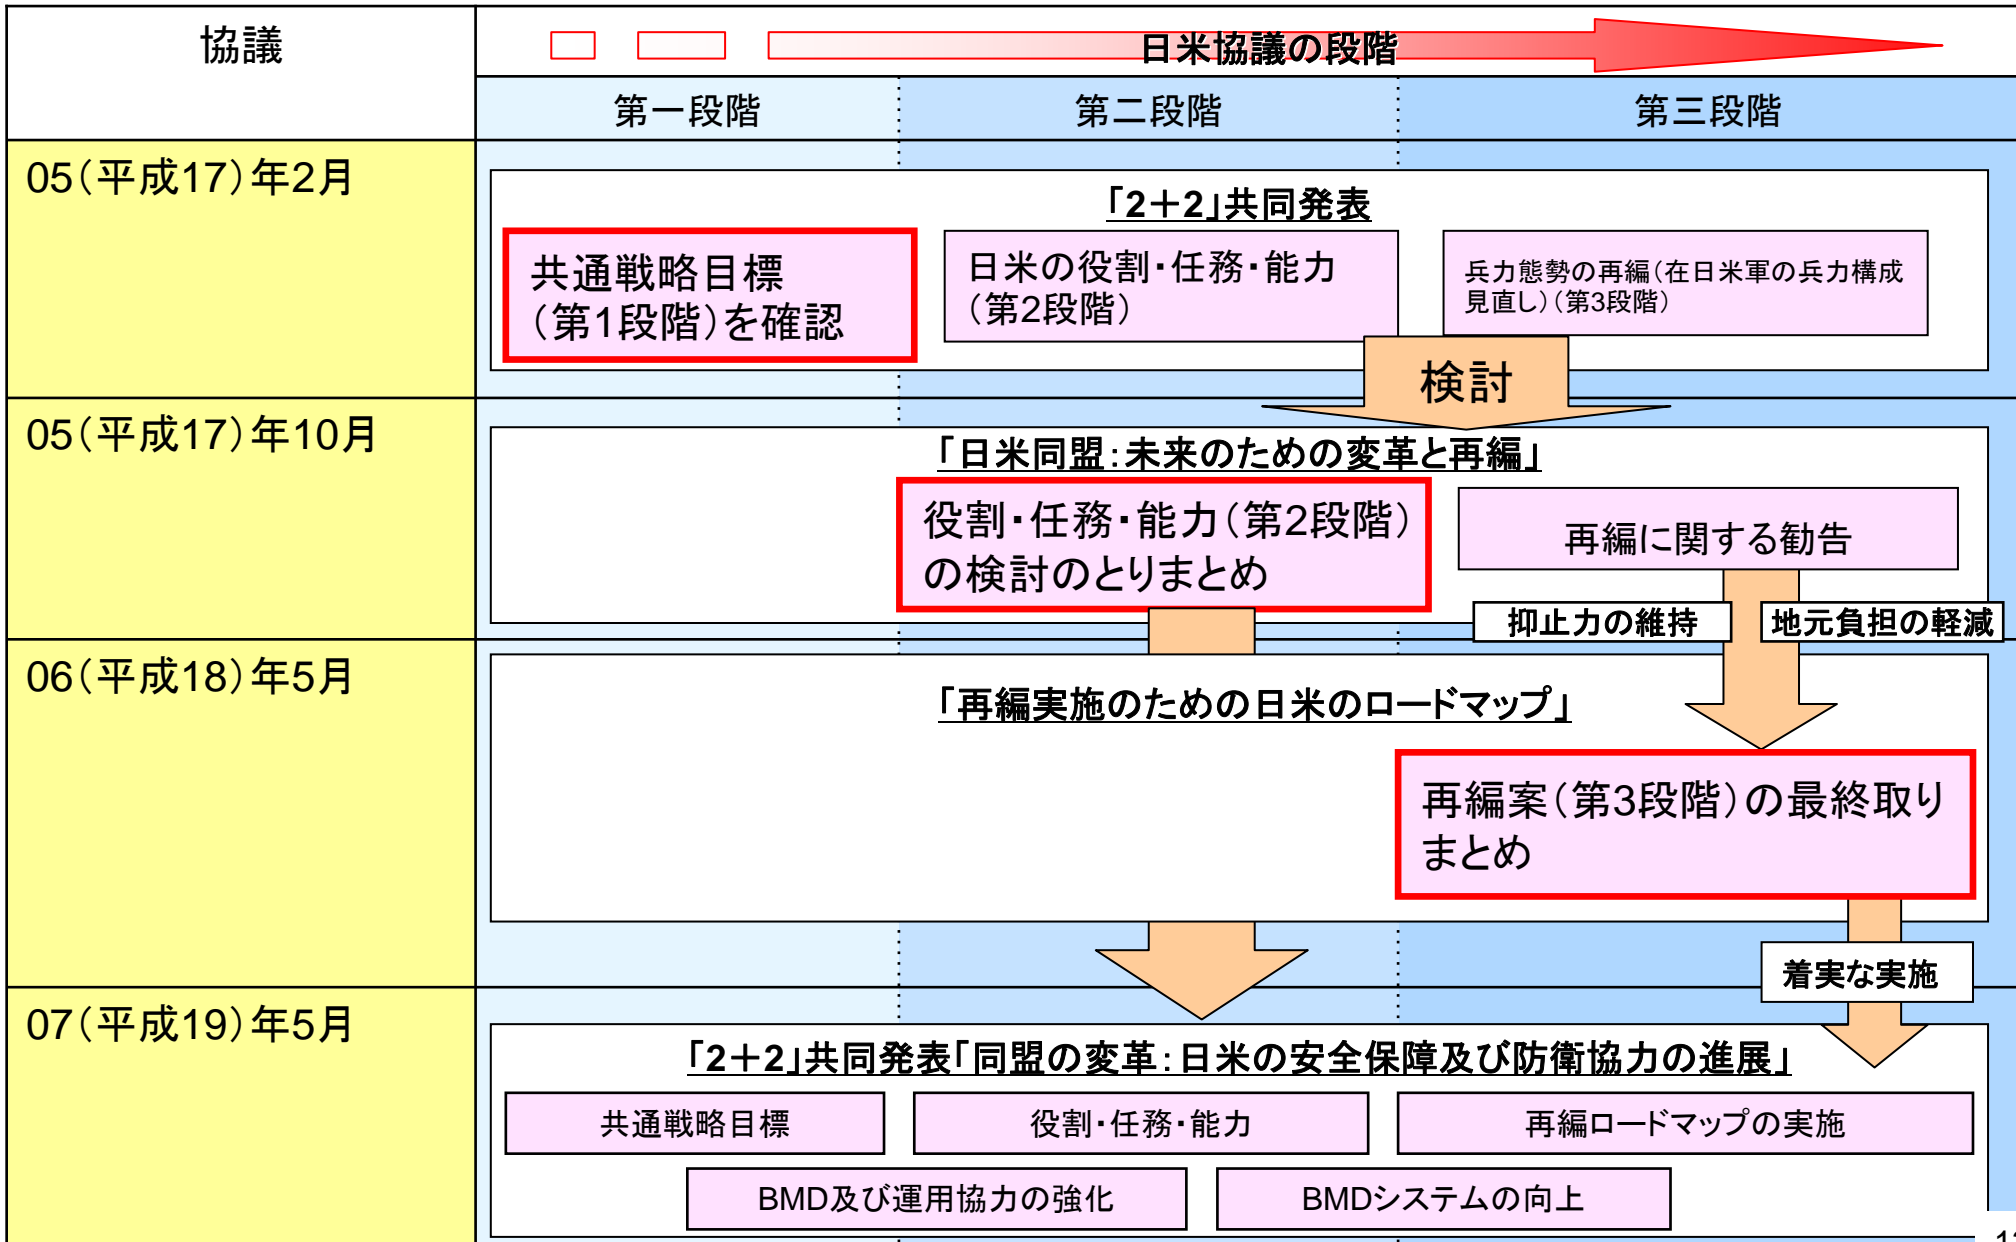 協議
日米協議の段階
第一段階
第二段階
第三段階
05(平成17)年2月
「2+2」共同発表
共通戦略目標
(第1段階)を確認
日米の役割・任務・能力
(第2段階)
兵力態勢の再編(在日米軍の兵力構成
見直し)(第3段階)
検討
05(平成17)年10月
「日米同盟:未来のための変革と再編」
役割・任務・能力(第2段階)
の検討のとりまとめ
再編に関する勧告
抑止力の維持
地元負担の軽減
06(平成18)年5月
「再編実施のための日米のロードマップ」
再編案(第3段階)の最終取り
まとめ
着実な実施
07(平成19)年5月
「2+2」共同発表「同盟の変革:日米の安全保障及び防衛協力の進展」
共通戦略目標
役割・任務・能力
再編ロードマップの実施
BMD及び運用協力の強化
BMDシステムの向上